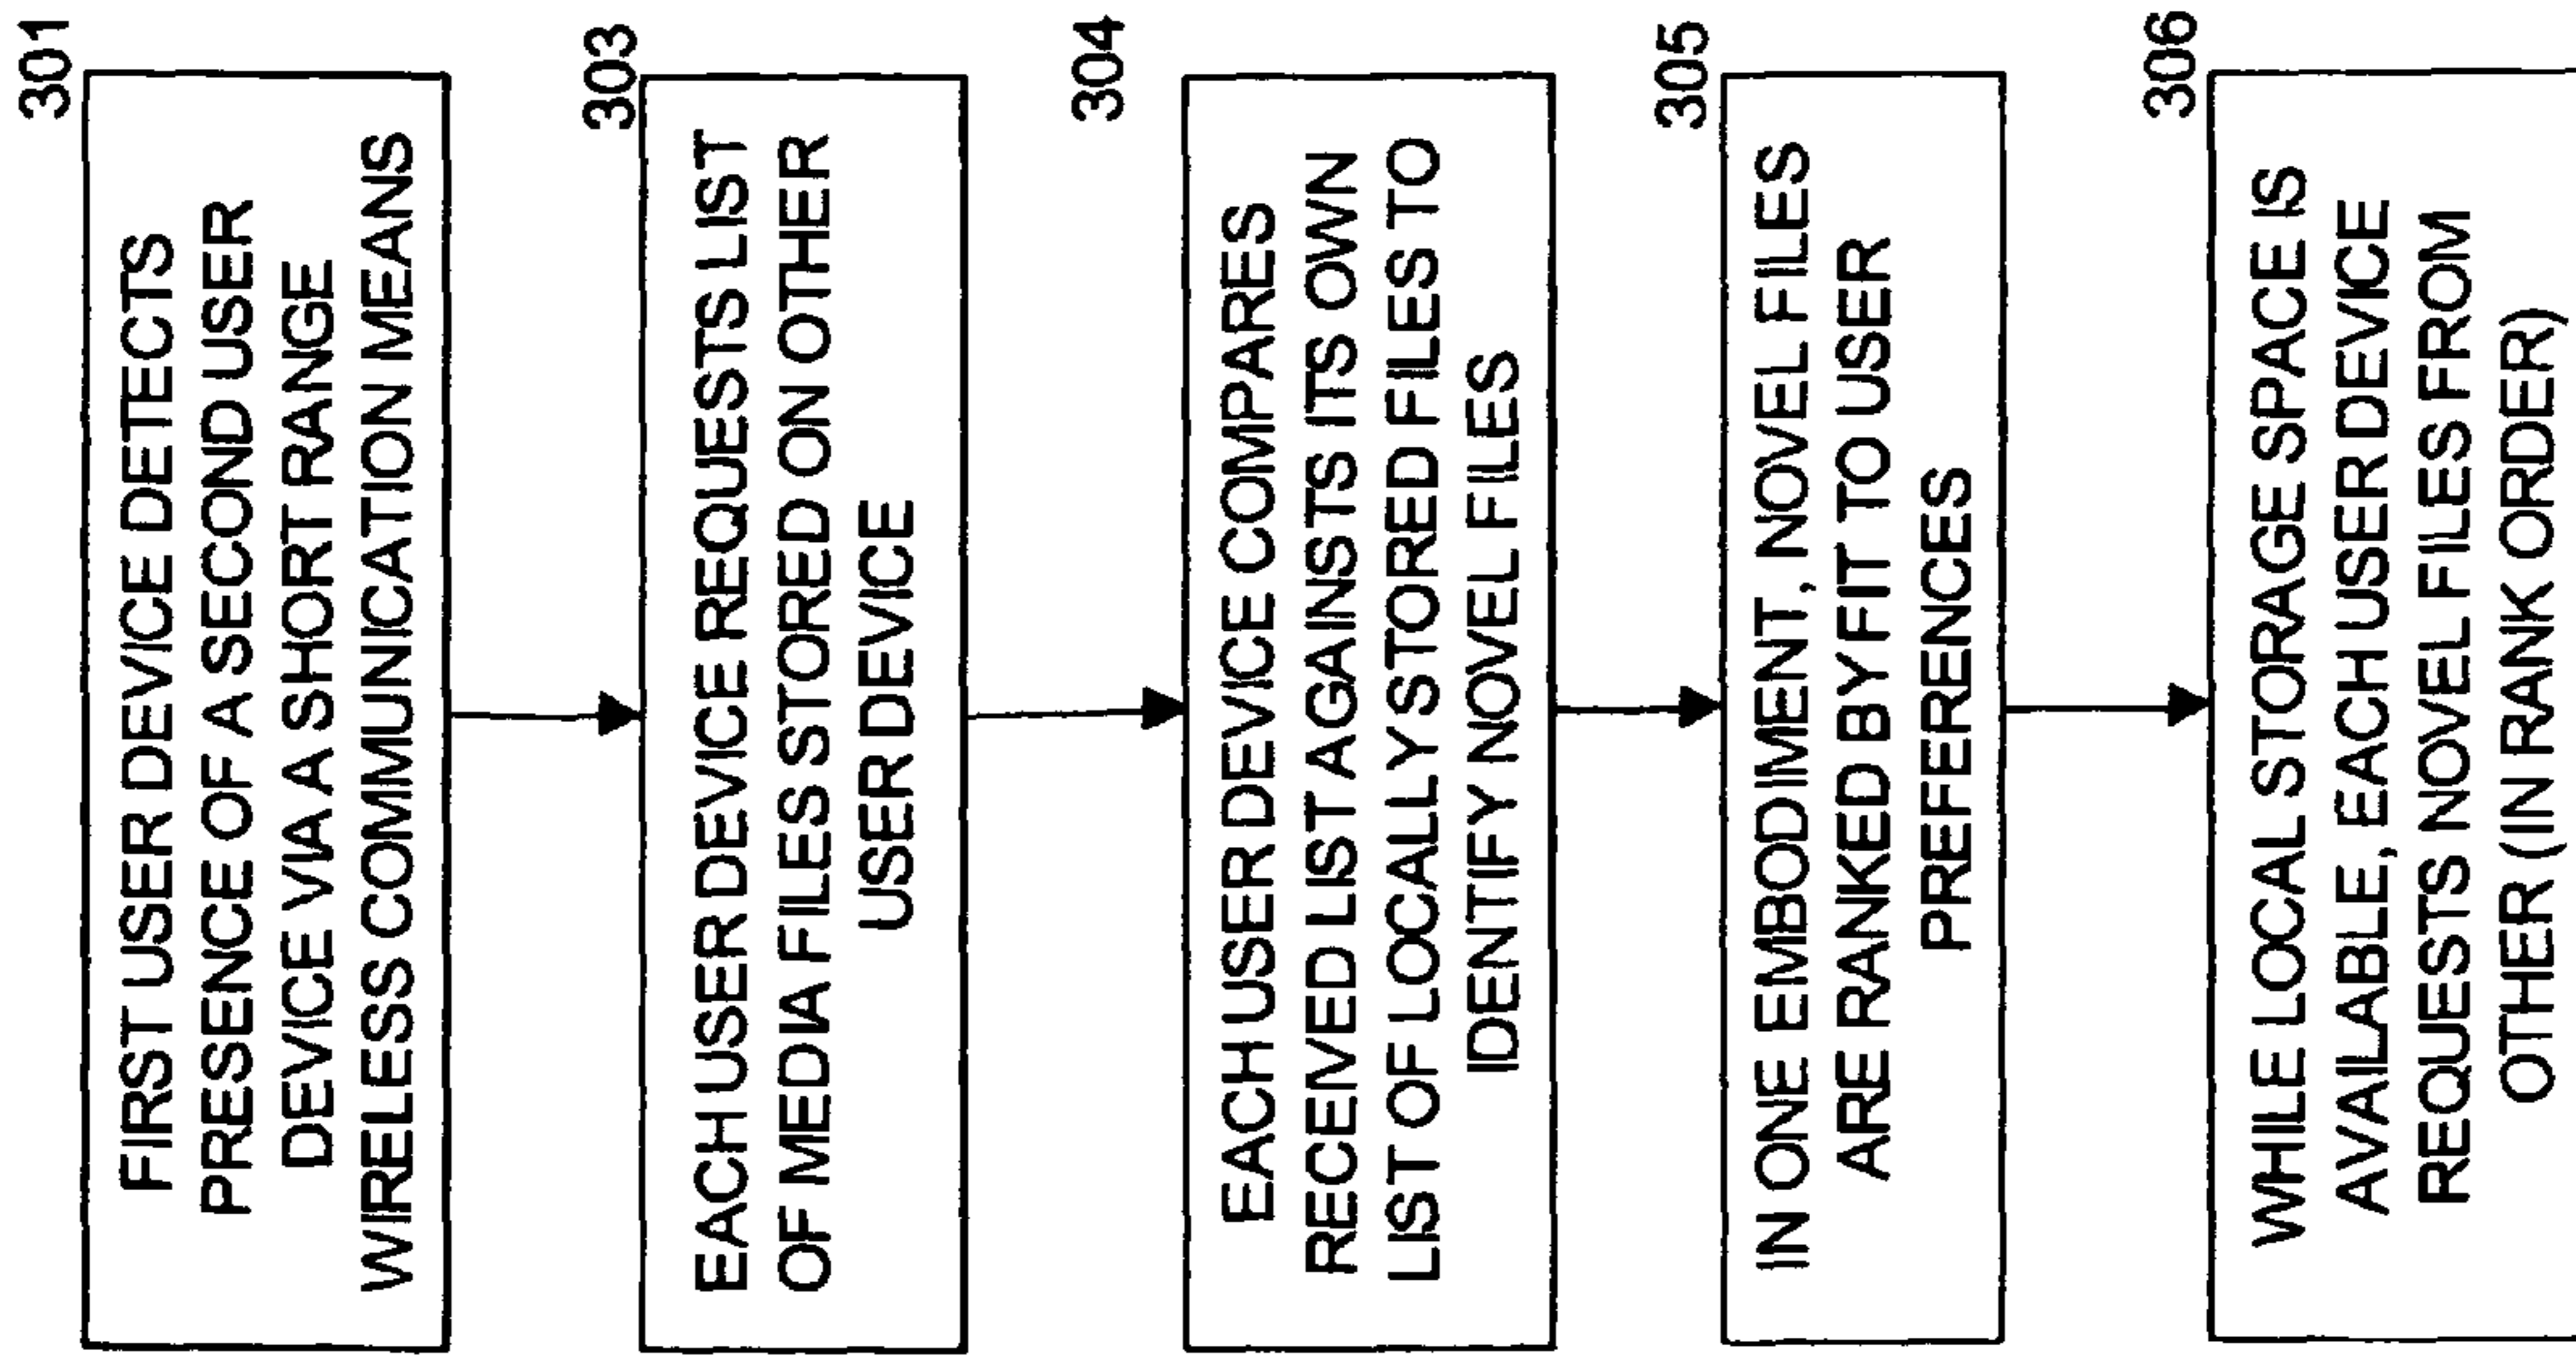 301
FIRST USER DEVICE DETECTS
PRESENCE OF A SECOND USER
DEVICE VIA A SHORT RANGE
WIRELESS COMMUNICATION MEANS
303
EACH USER DEVICE REQUESTS LIST
OF MEDIA FILES STORED ON OTHER
USER DEVICE
304
EACH USER DEVICE COMPARES
RECEIVED LIST AGAINSTS ITS OWN
LIST OF LOCALLY STORED FILES TO
IDENTIFY NOVEL FILES
305
IN ONE EMBODIMENT, NOVEL FILES
ARE RANKED BY FIT TO USER
PREFERENCES
306
WHILE LOCAL STORAGE SPACE IS
AVAILABLE, EACH USER DEVICE
REQUESTS NOVEL FILES FROM
OTHER (IN RANK ORDER)